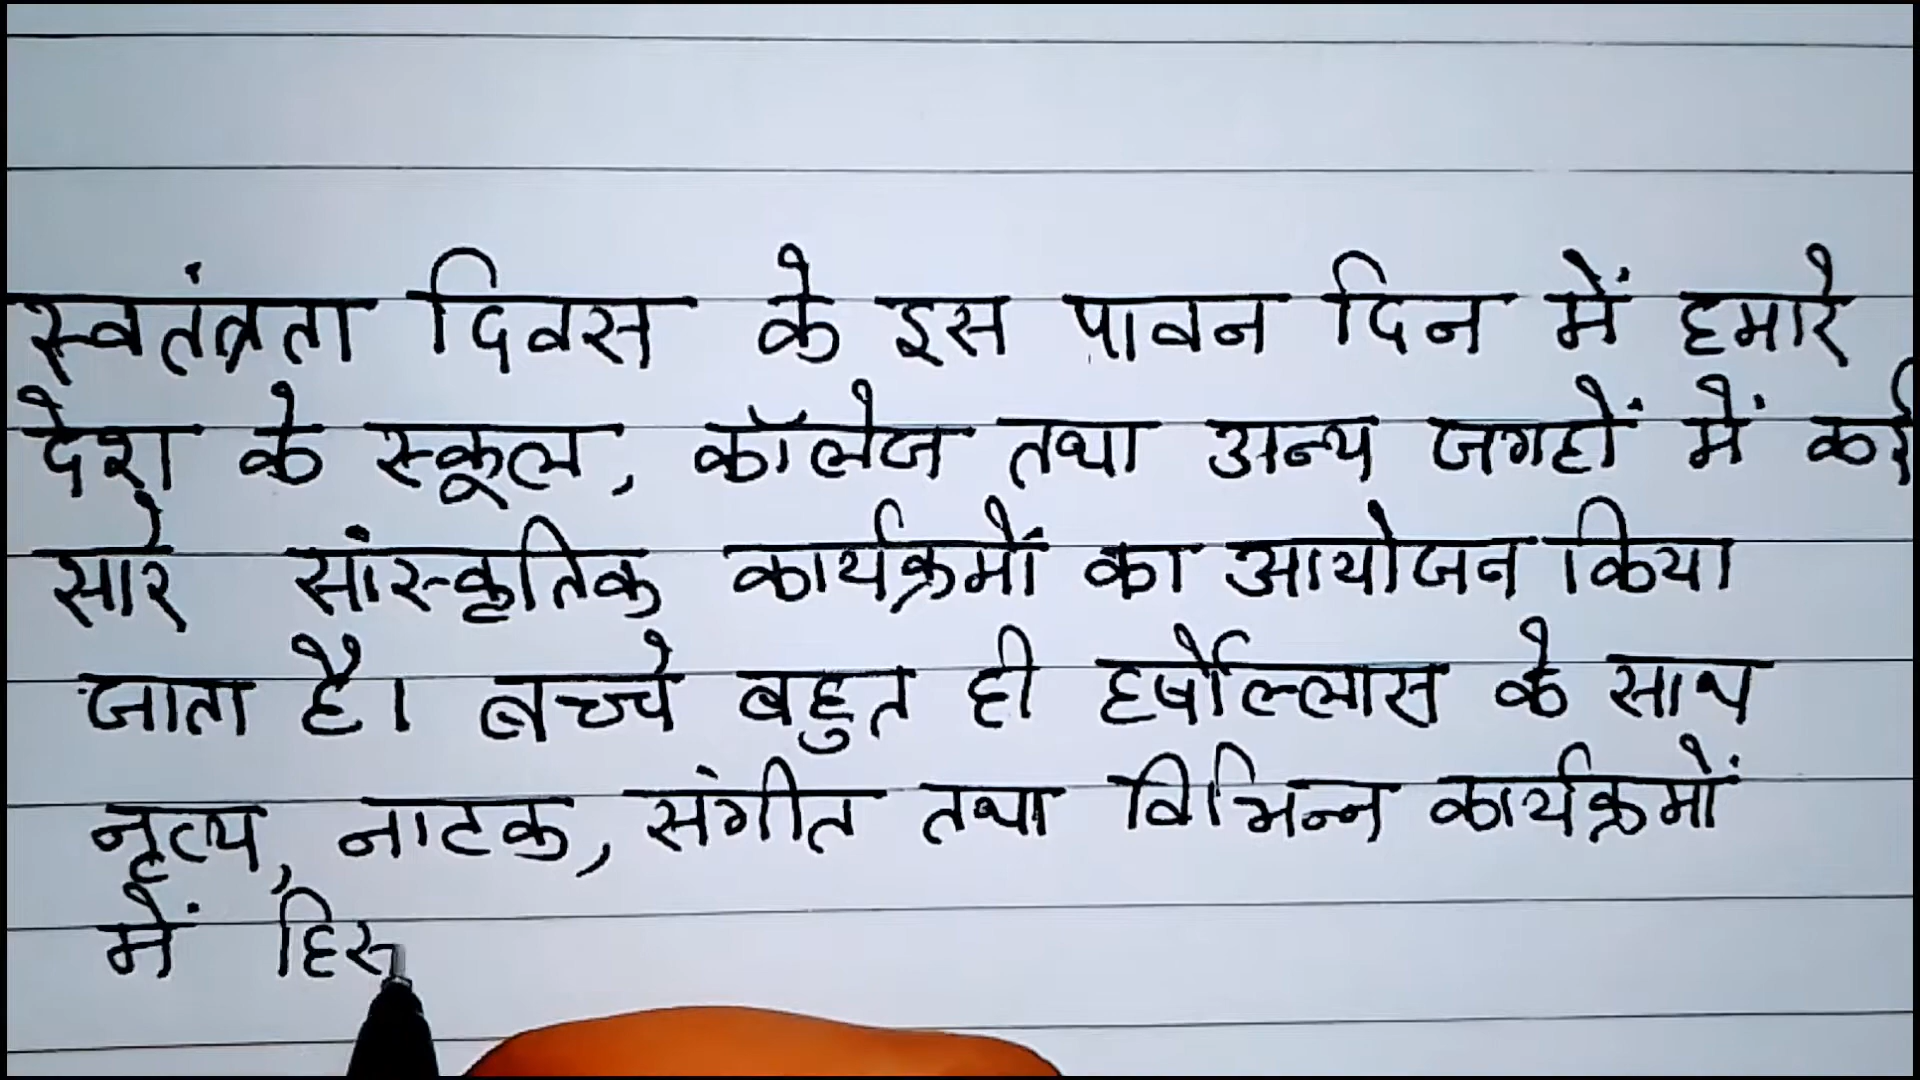 स्वतंत्रता दिवस के इस पावन दिन में हमारे
देश के स्कूल, कॉलेज तथा अन्य जगहों में कई
सारे सांस्कृतिक कार्यक्रमों का आयोजन किया
जाता है। बच्चे बहुत ही हर्षोल्लास के साथ
नृत्य, नाटक, संगीत तथा विभिन्न कार्यक्रमों
में